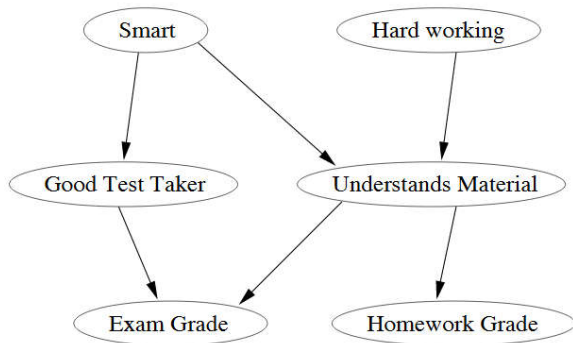 Smart
Hard working
Good Test Taker
Understands Material
Exam Grade
Homework Grade